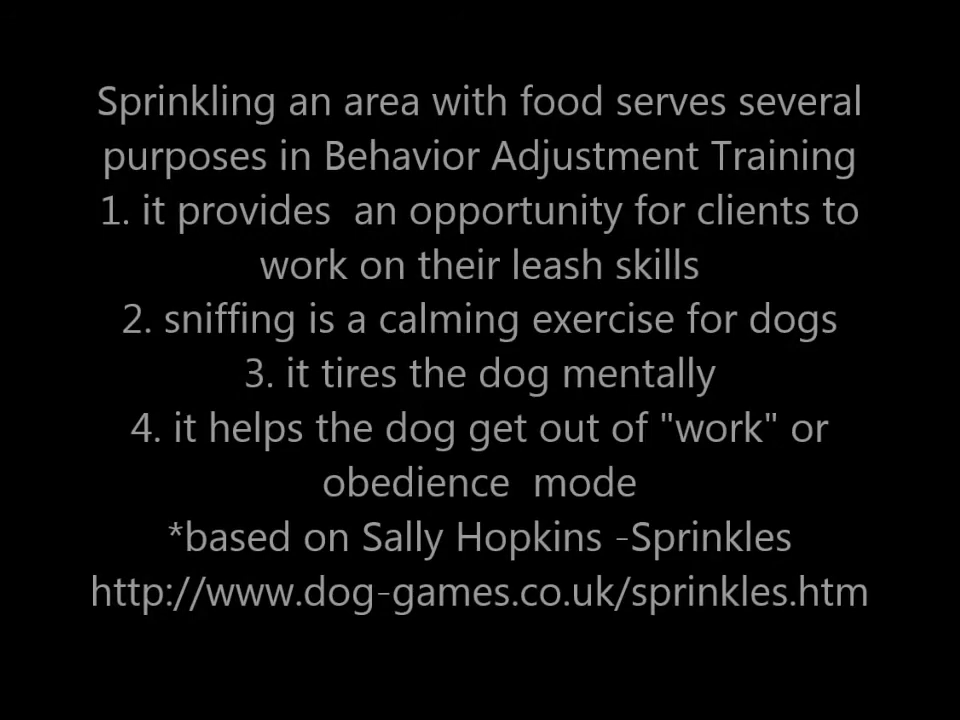 Sprinkling an area with food serves several
purposes in Behavior Adjustment Training
1. it provides  an opportunity for clients to
work on their leash skills
2. sniffing is a calming exercise for dogs
3. it tires the dog mentally
4. it helps the dog get out of "work" or
obedience  mode
*based on Sally Hopkins -Sprinkles
http://www.dog-games.co.uk/sprinkles.htm